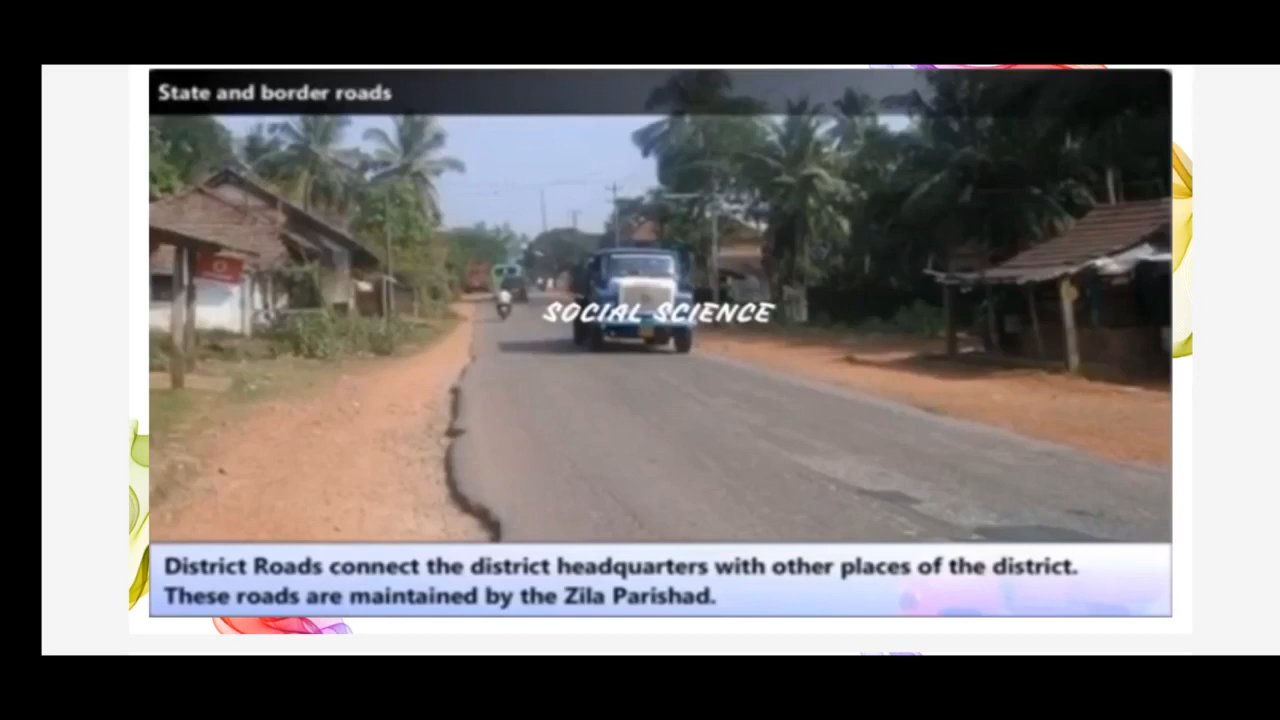 State and border roads
SOCIAL SCIENCE
District Roads connect the district headquarters with other places of the district.
These roads are maintained by the Zila Parishad.